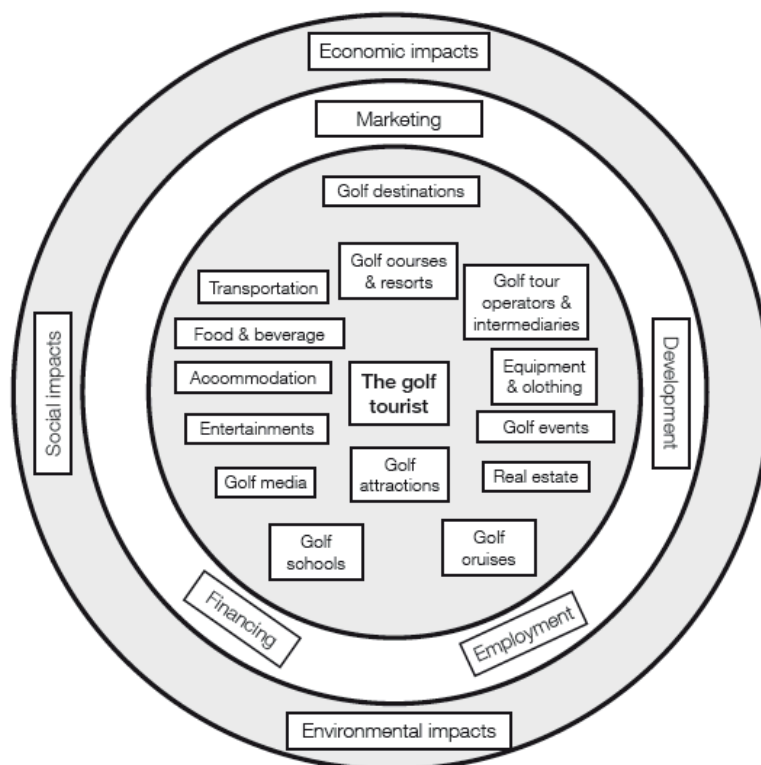 Economic impacts
Marketing
Golf destinations
Golf oourses
& resorts
Transportation
Golf tour
operators &
intermediaries
Food & beverage
Social impacts
Development
Aooommodation
The golf
tourist
Equipment
& olothing
Entertainments
Golf events
Golf media
Golf
attractions
Real estate
Golf
sohools
Golf
oruises
Financing
Employment
Environmental impacts